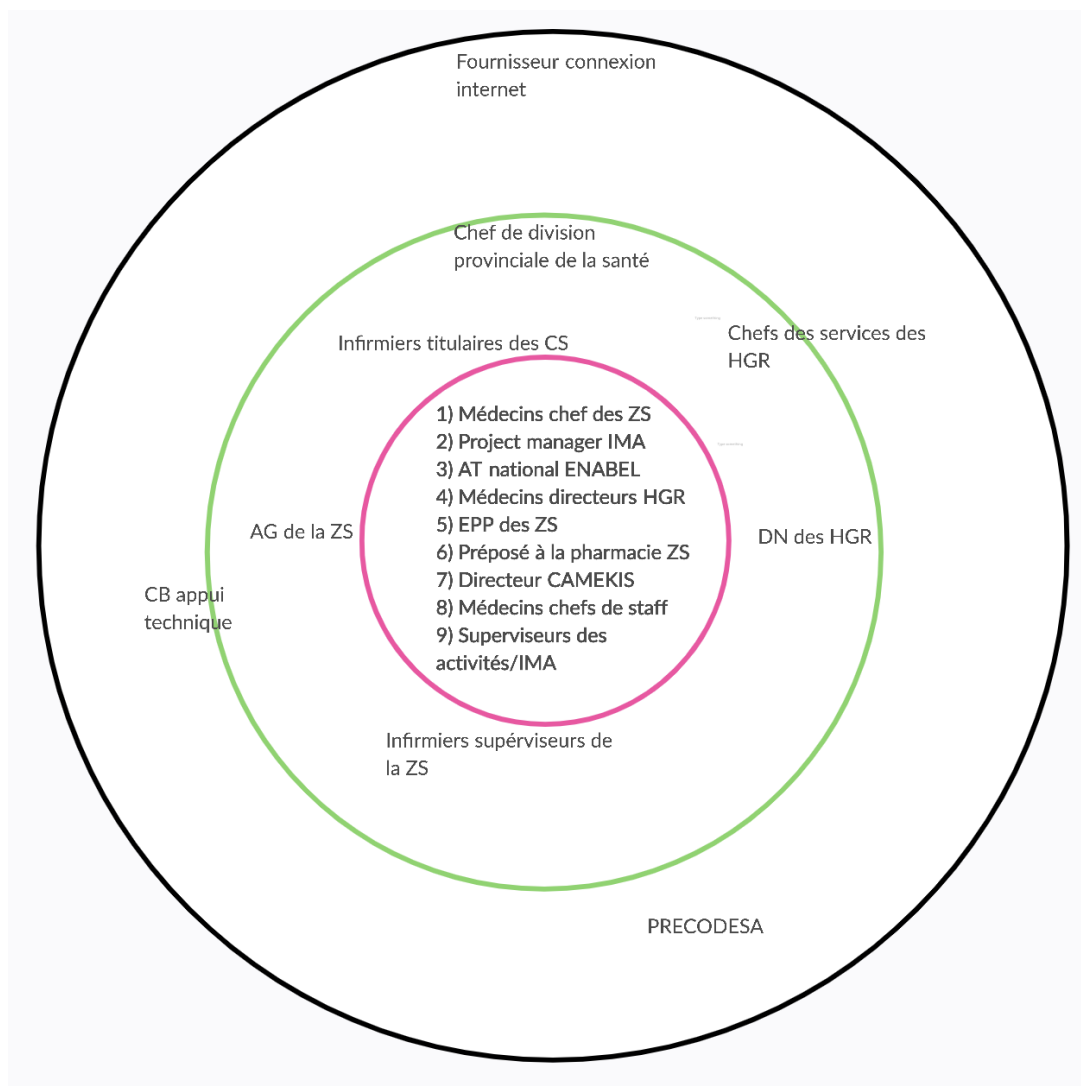 Fournisseur connexion
internet
Chef de division
provinciale de la santé
Chefs des services des
HGR
Infirmiers titulaires des CS
1) Médecins chef des ZS
2) Project manager IMA
3) AT national ENABEL
4) Médecins directeurs HGR
5) EPP des ZS
6) Préposé à la pharmacie ZS
7) Directeur CAMEKIS
8) Médecins chefs de staff
9) Superviseurs des
activités/IMA
AG de la ZS
DN des HGR
CB appui
technique
Infirmiers supérviseurs de
la ZS
PRECODESA